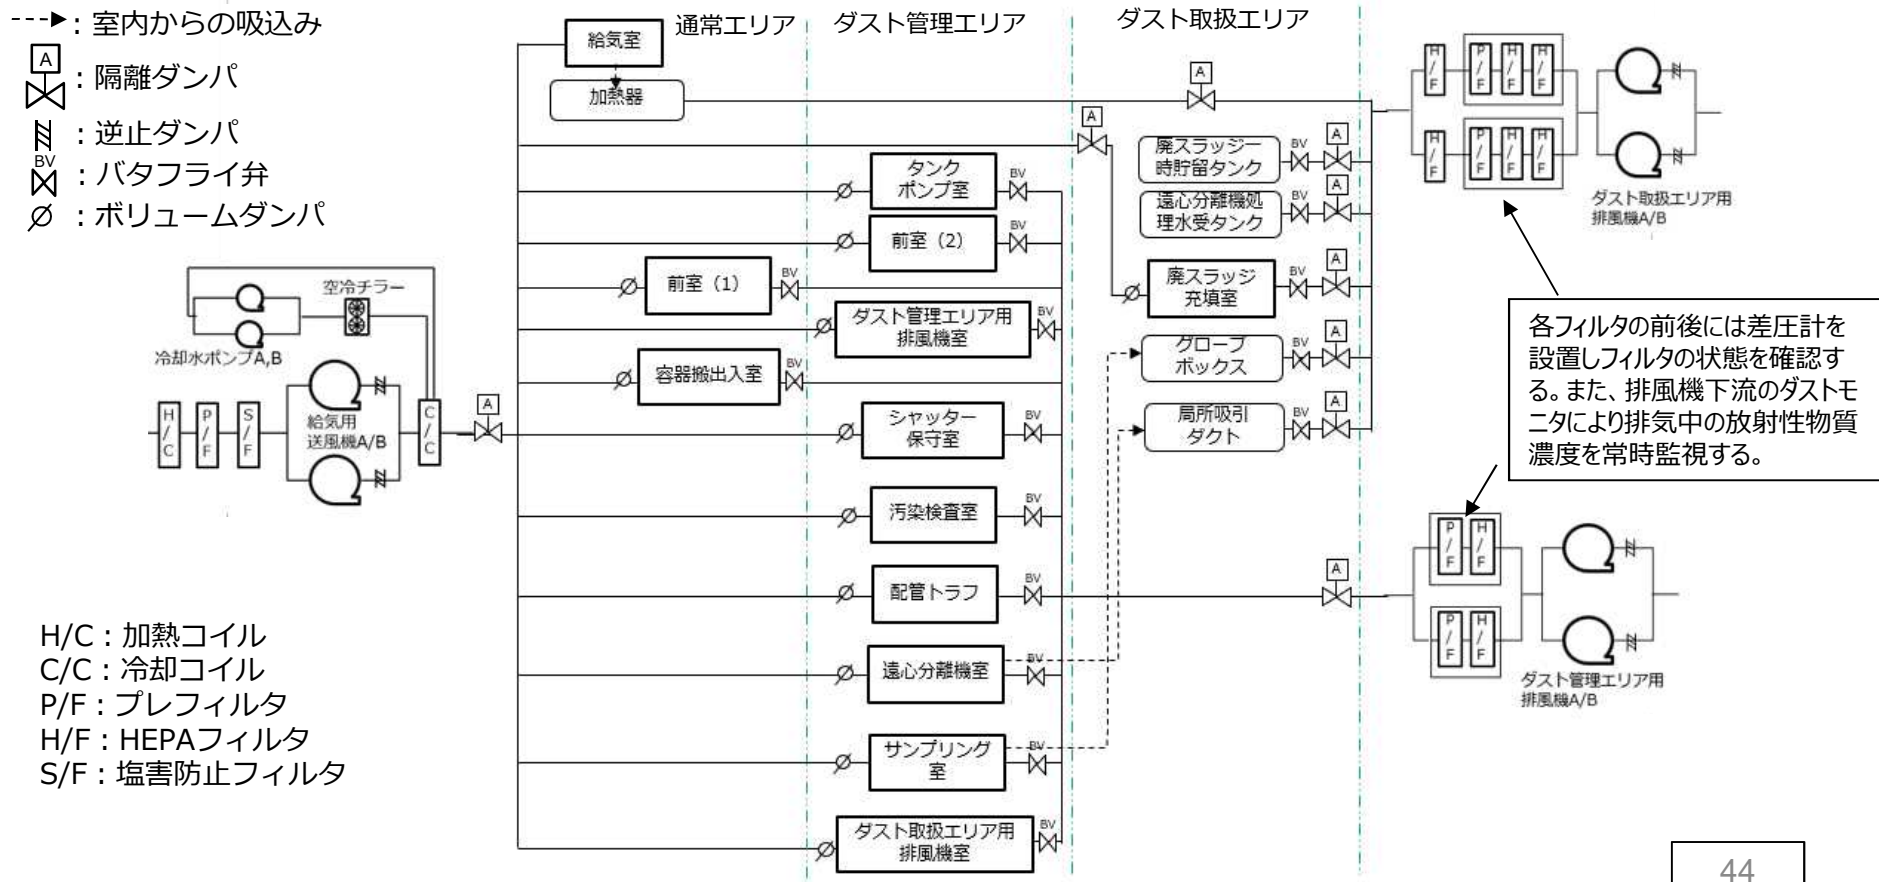 ：室内からの吸込み
A
：隔離ダンパ
：逆止ダンパ
BV
：バタフライ弁
：ボリュームダンパ
通常エリア
ダスト管理エリア
ダスト取扱エリア
給気室
加熱器
A
A
タンク
ポンプ室
BV
前室（2）
BV
前室（1）
BV
ダスト管理エリア用
排風機室
BV
容器搬出入室
BV
シャッター
保守室
BV
汚染検査室
BV
配管トラフ
BV
A
遠心分離機室
BV
サンプリング
室
BV
ダスト取扱エリア用
排風機室
BV
廃スラッジ一
時貯留タンク
BV
A
遠心分離機処
理水受タンク
BV
A
廃スラッジ
充填室
BV
A
グローブ
ボックス
BV
A
局所吸引
ダクト
BV
A
空冷チラー
冷却水ポンプA,B
給気用
送風機A/B
H/C
P/F
S/F
C/C
A
H/F
P/F
H/F
H/F
H/F
P/F
H/F
H/F
ダスト取扱エリア用
排風機A/B
各フィルタの前後には差圧計を
設置しフィルタの状態を確認す
る。また、排風機下流のダストモ
ニタにより排気中の放射性物質
濃度を常時監視する。
P/F
H/F
P/F
H/F
ダスト管理エリア用
排風機A/B
H/C：加熱コイル
C/C：冷却コイル
P/F：プレフィルタ
H/F：HEPAフィルタ
S/F：塩害防止フィルタ
44